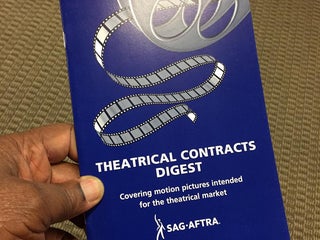 THEATRICAL CONTRACTS
DIGEST
Covering motion pictures intended
for the theatrical market
SAG·AFTRA.